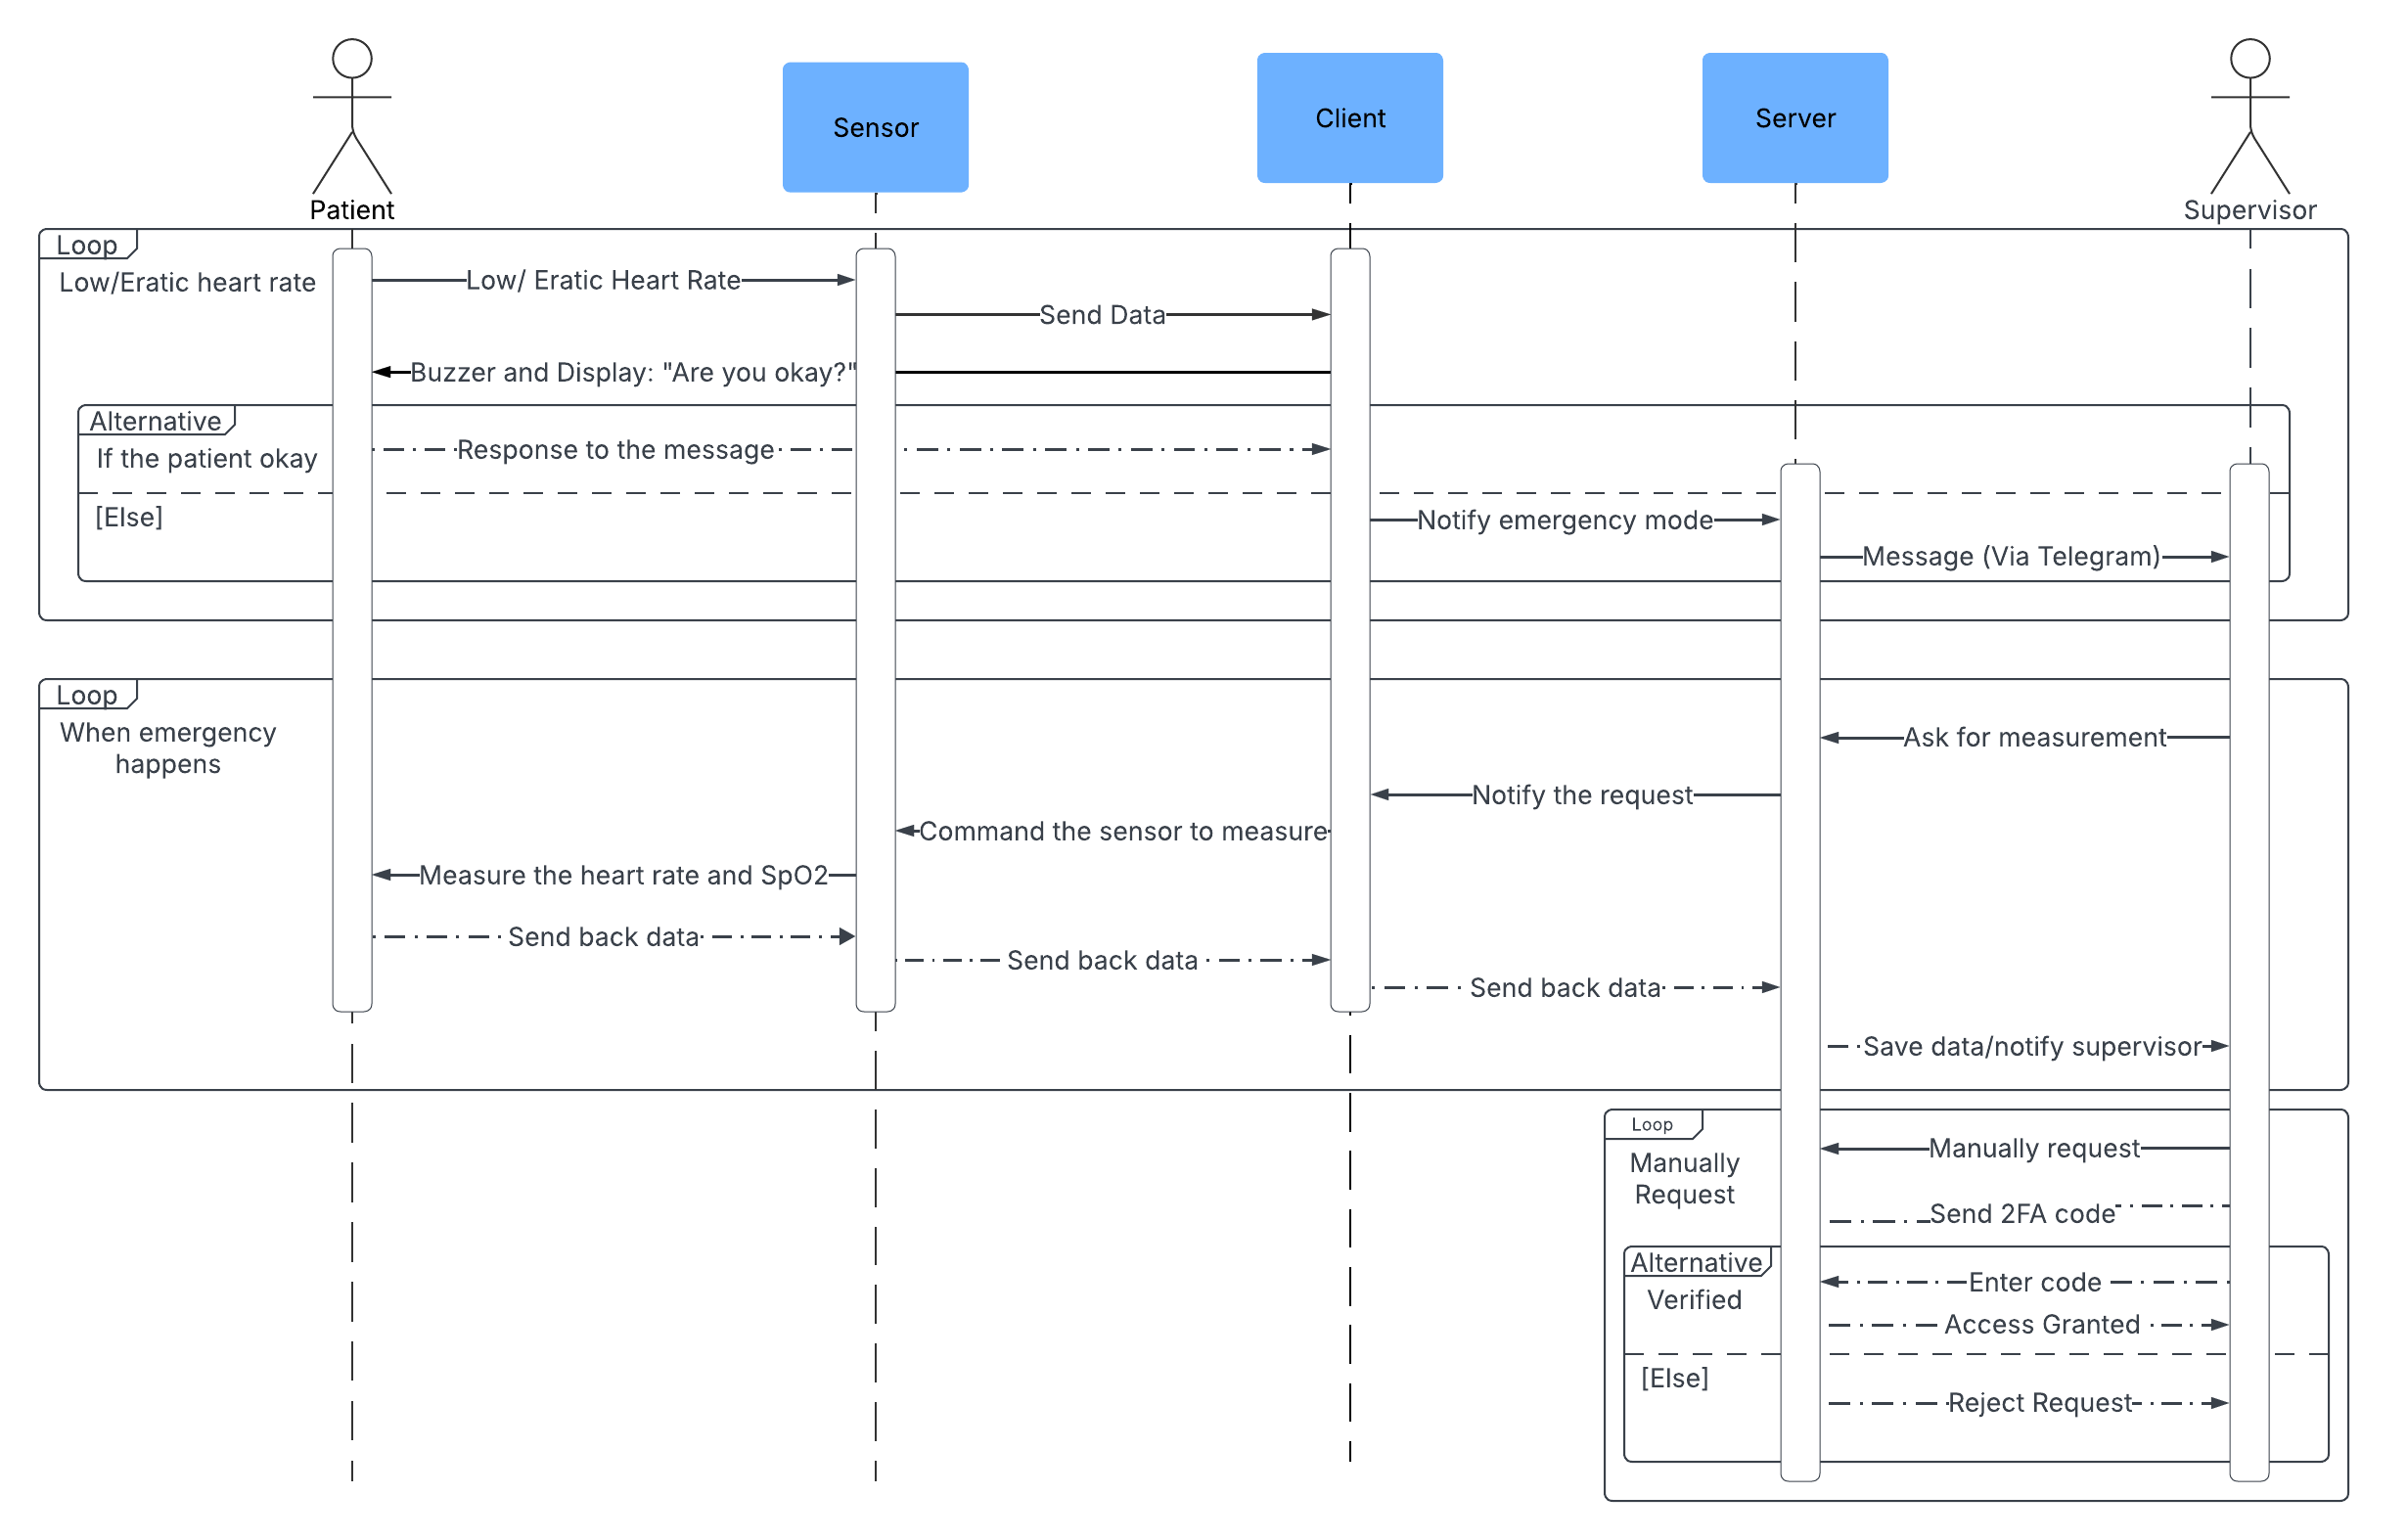 Sensor
Client
Server
Patient
Supervisor
Loop
Low/Eratic heart rate
Low/ Eratic Heart Rate
Send Data
Buzzer and Display: "Are you okay?"
Alternative
If the patient okay
Response to the message
[Else]
Notify emergency mode
Message (Via Telegram)
Loop
When emergency
happens
Ask for measurement
Notify the request
Command the sensor to measure
Measure the heart rate and SpO2
Send back data
Send back data
Send back data
Save data/notify supervisor
Loop
Manually
Request
Manually request
Send 2FA code
Alternative
Verified
Enter code
Access Granted
[Else]
Reject Request